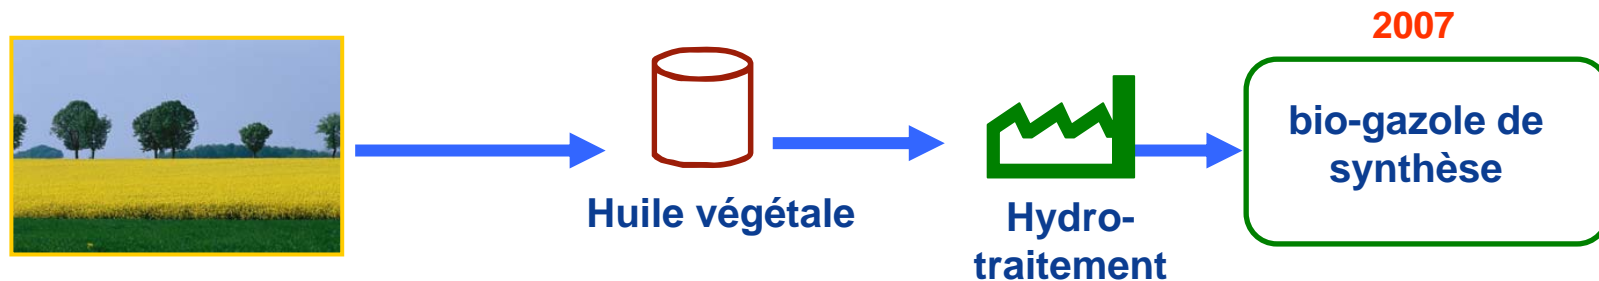 2007
Huile végétale
Hydro-
traitement
bio-gazole de
synthèse